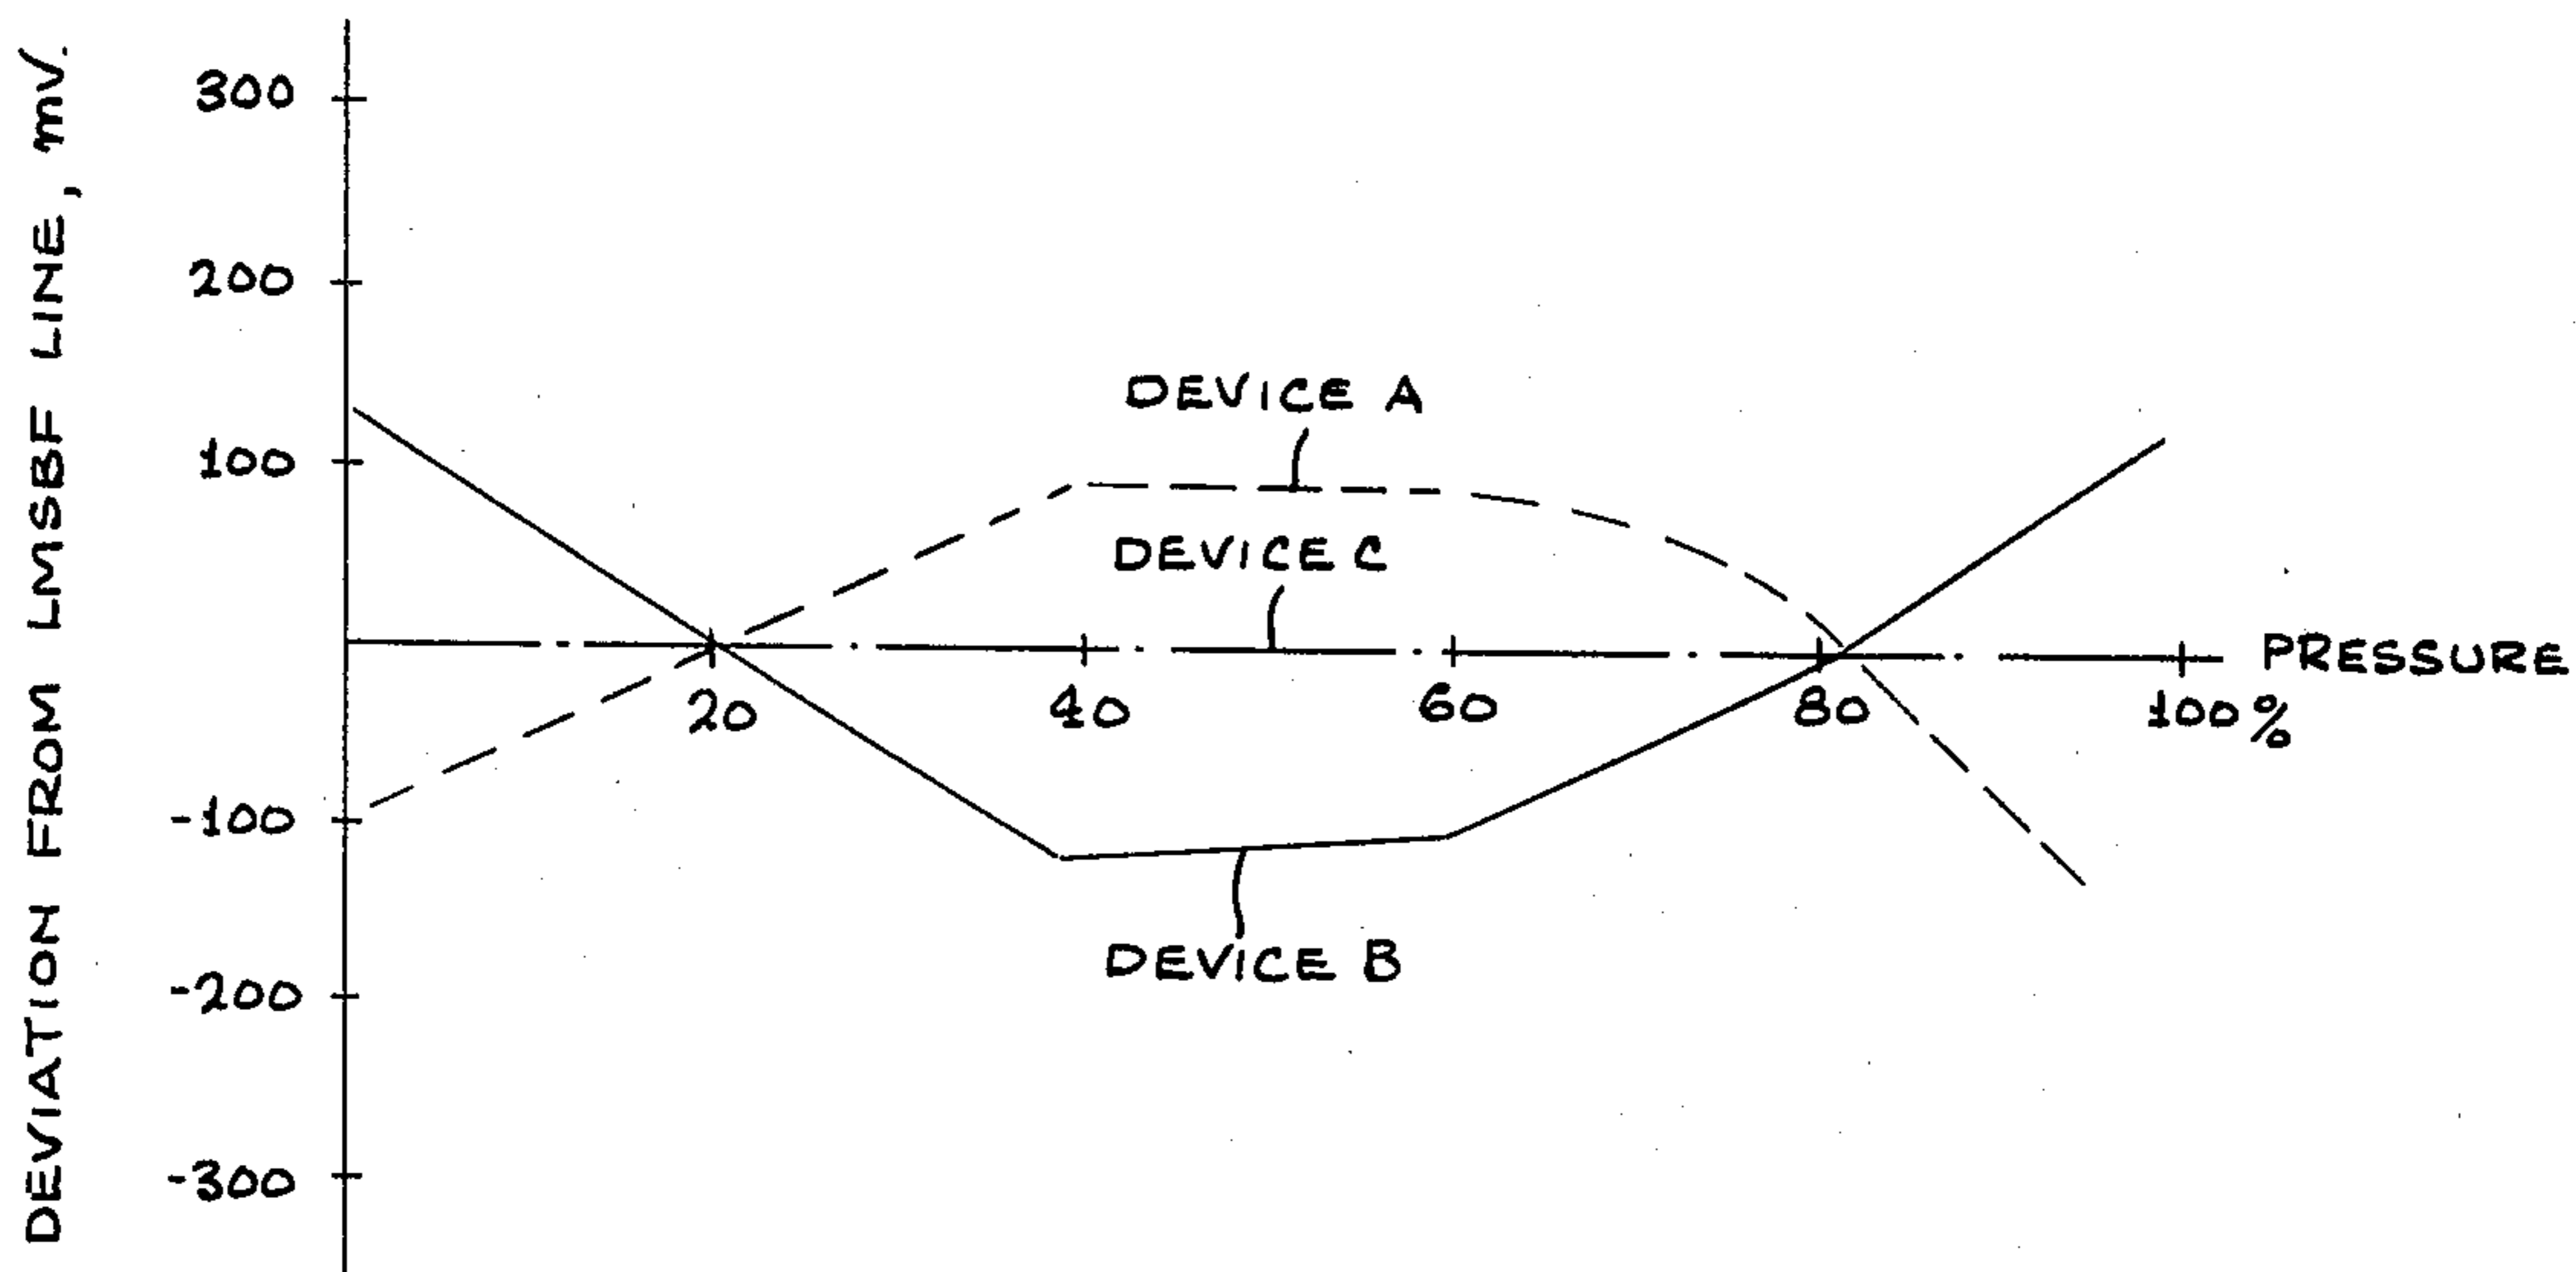 DEVIATION FROM LMSBF LINE, mV.
300
200
100
-100
-200
-300
DEVICE A
DEVICE C
DEVICE B
20
40
60
80
100%
PRESSURE